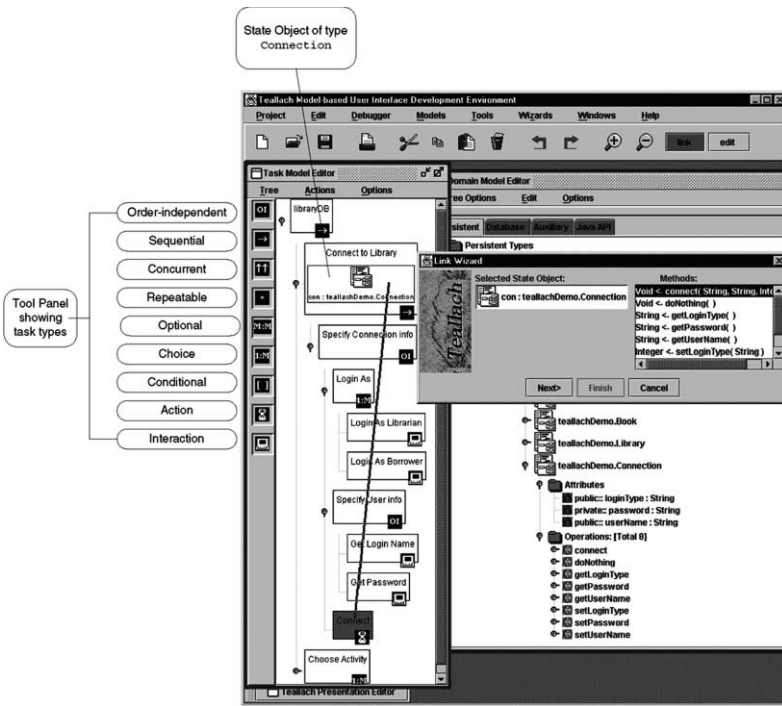 State Object of type
Connection
Teallach Model-based User Interface Development Environment
Project Edit Debugger Models Tools Wizards Windows Help
link edit
Task Model Editor
Tree Actions Options
Domain Model Editor
Tree Options Edit Options
sistent Database Auxiliary Java API
Persistent Types
Tool Panel
showing
task types
Order-independent
Sequential
Concurrent
Repeatable
Optional
Choice
Conditional
Action
Interaction
OI
M:M
1:M
libraryDB
Connect to Library
con : teallachDemo.Connection
Specify Connection info
OI
Login As
1:M
Login As Librarian
Login As Borrower
Specify User info
OI
Get Login Name
Get Password
Connect
Choose Activity
Link Wizard
Teallach
Selected State Object:
con : teallachDemo.Connection
Methods:
Void <- connect( String, String, Inte
Void <- doNothing( )
String <- getLoginType( )
String <- getPassword( )
String <- getUserName( )
Integer <- setLoginType( String )
Next> Finish Cancel
teallachDemo.Book
teallachDemo.Library
teallachDemo.Connection
Attributes
public:: loginType : String
private:: password : String
public:: userName : String
Operations: [Total 8]
connect
doNothing
getLoginType
getPassword
getUserName
setLoginType
setPassword
setUserName
Teallach Presentation Editor